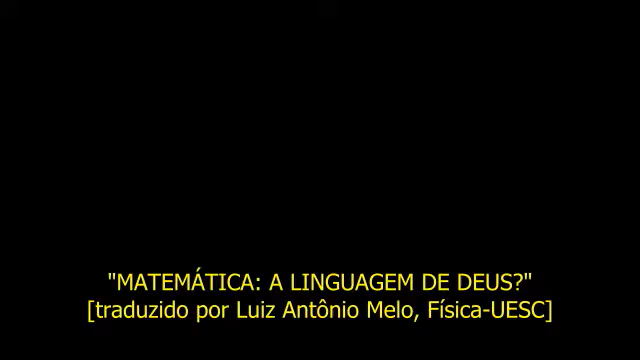 "MATEMÁTICA: A LINGUAGEM DE DEUS?"
[traduzido por Luiz Antônio Melo, Física-UESC]